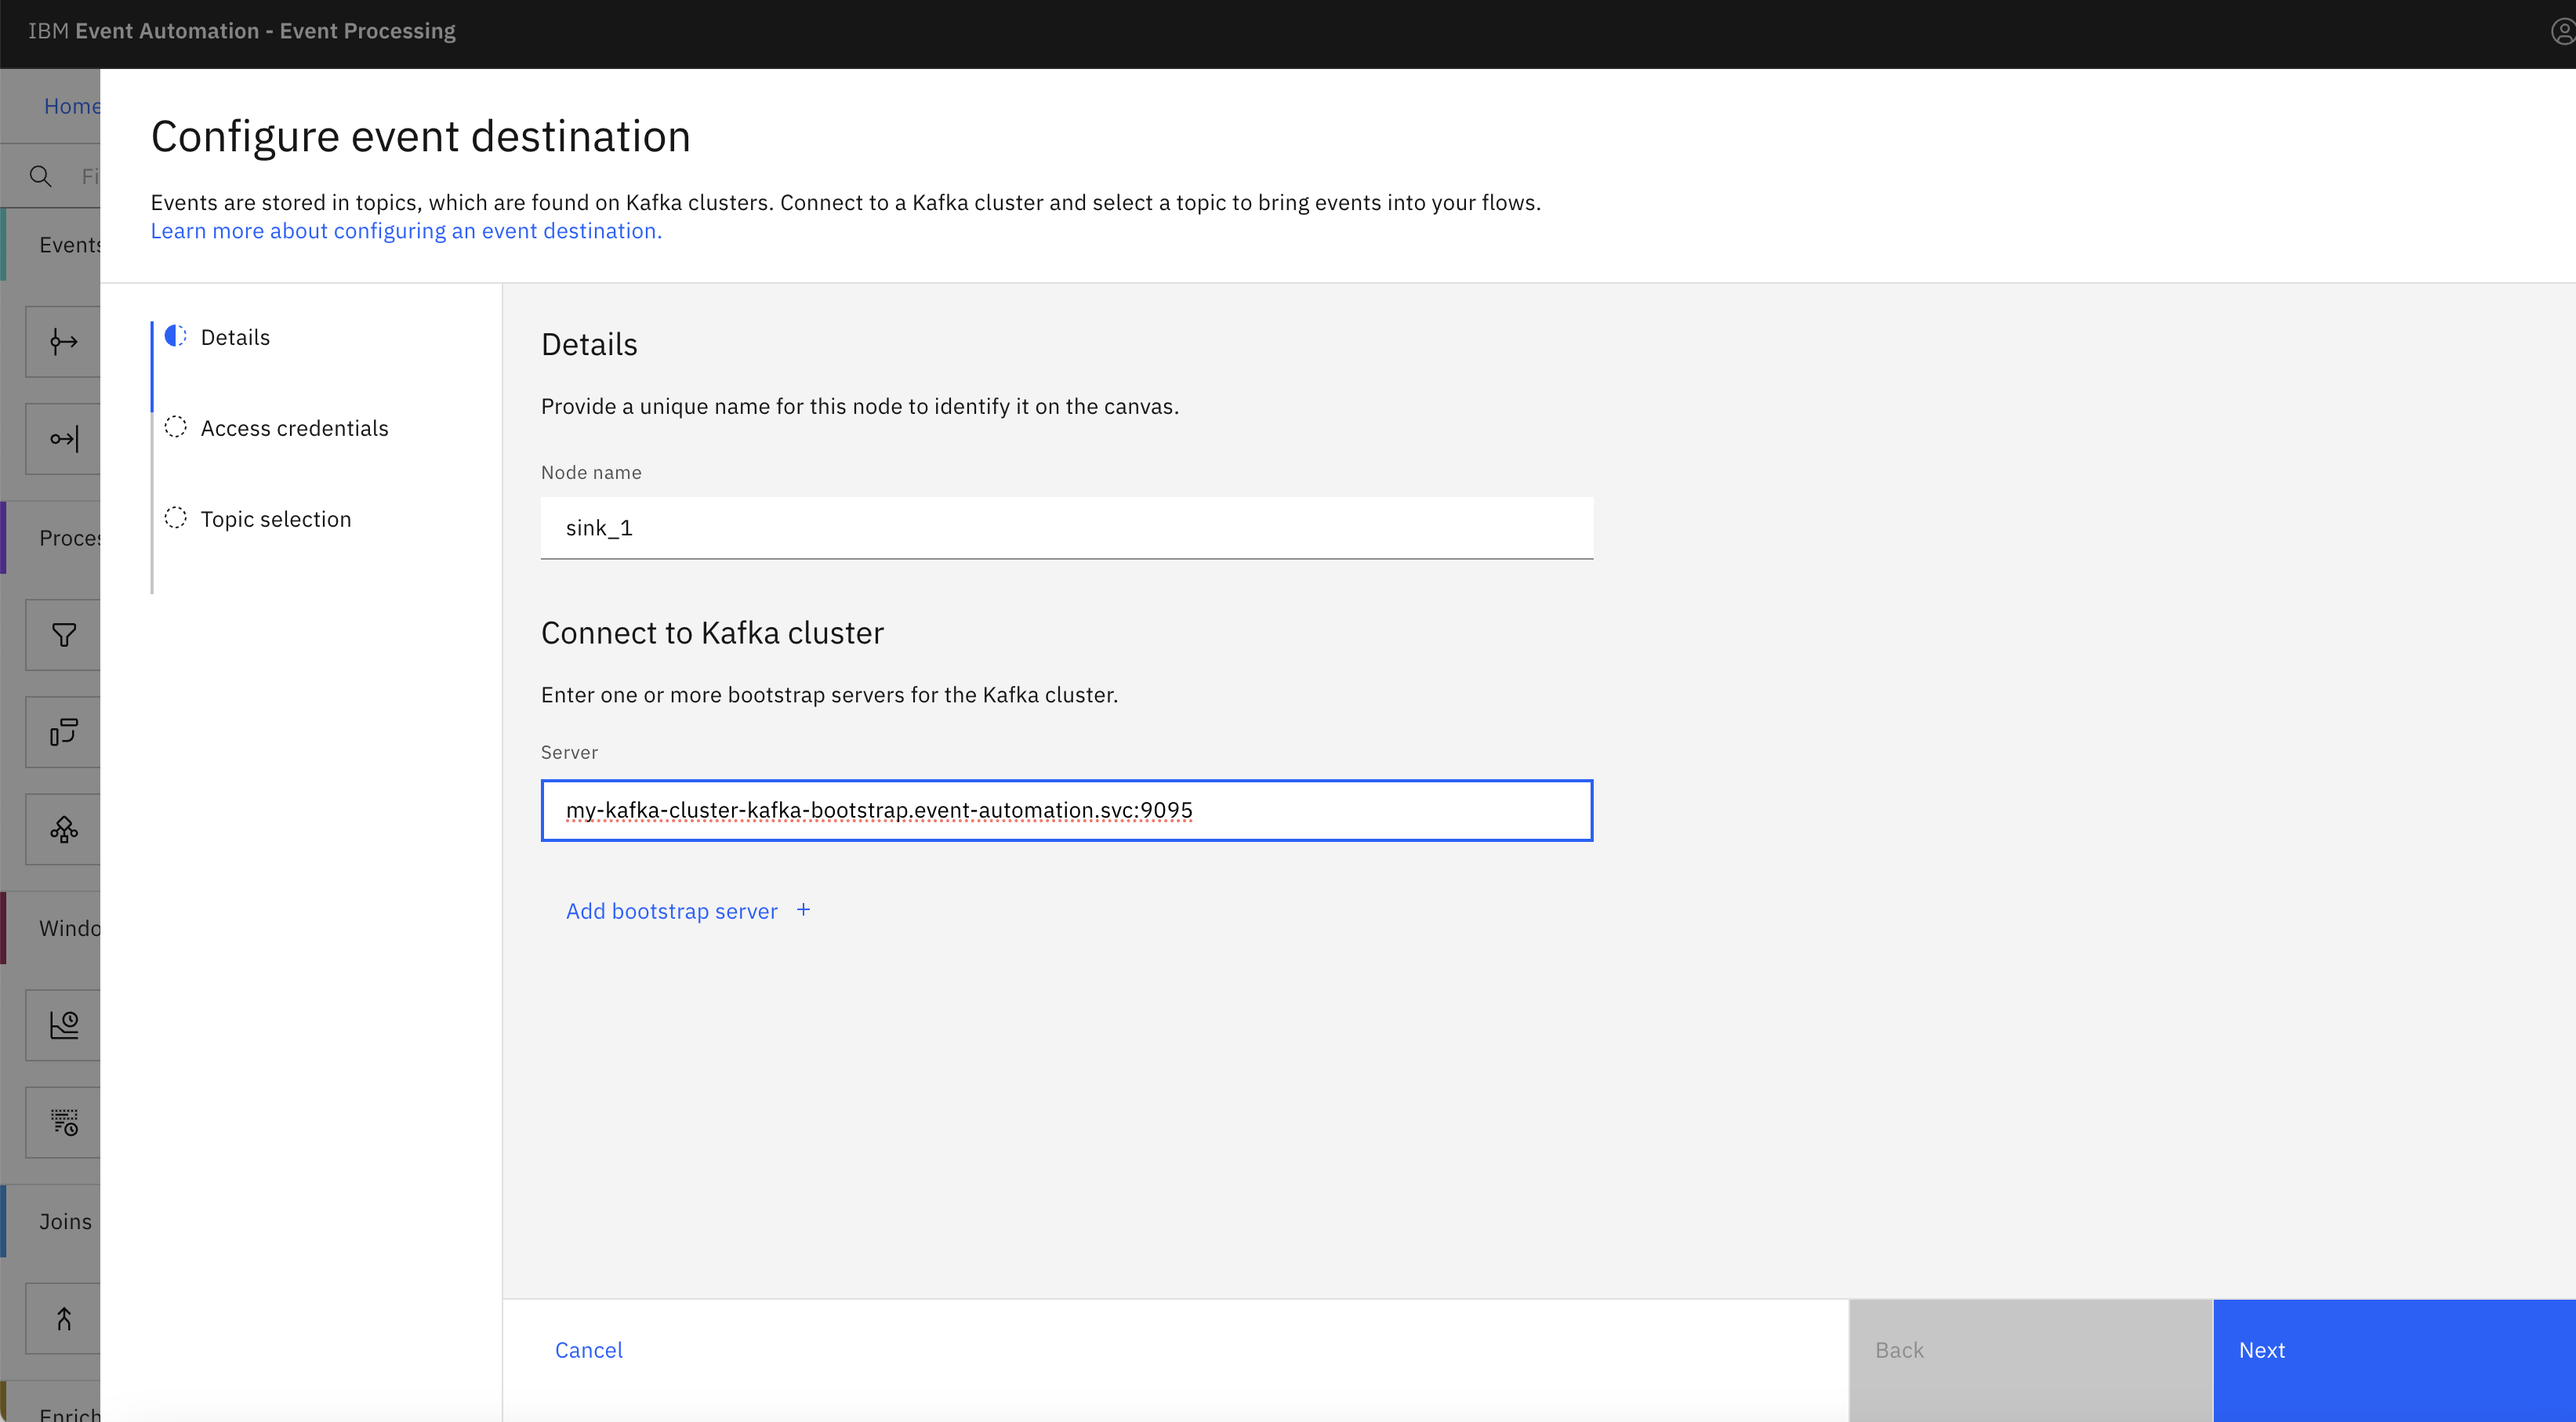 IBM Event Automation - Event Processing
Home
Fi
Configure event destination
Events are stored in topics, which are found on Kafka clusters. Connect to a Kafka cluster and select a topic to bring events into your flows.
Learn more about configuring an event destination.
Events
Proces
Windo
Joins
Enrich
Details
Access credentials
Topic selection
Details
Provide a unique name for this node to identify it on the canvas.
Node name
sink_1
Connect to Kafka cluster
Enter one or more bootstrap servers for the Kafka cluster.
Server
my-kafka-cluster-kafka-bootstrap.event-automation.svc:9095
Add bootstrap server +
Cancel
Back
Next